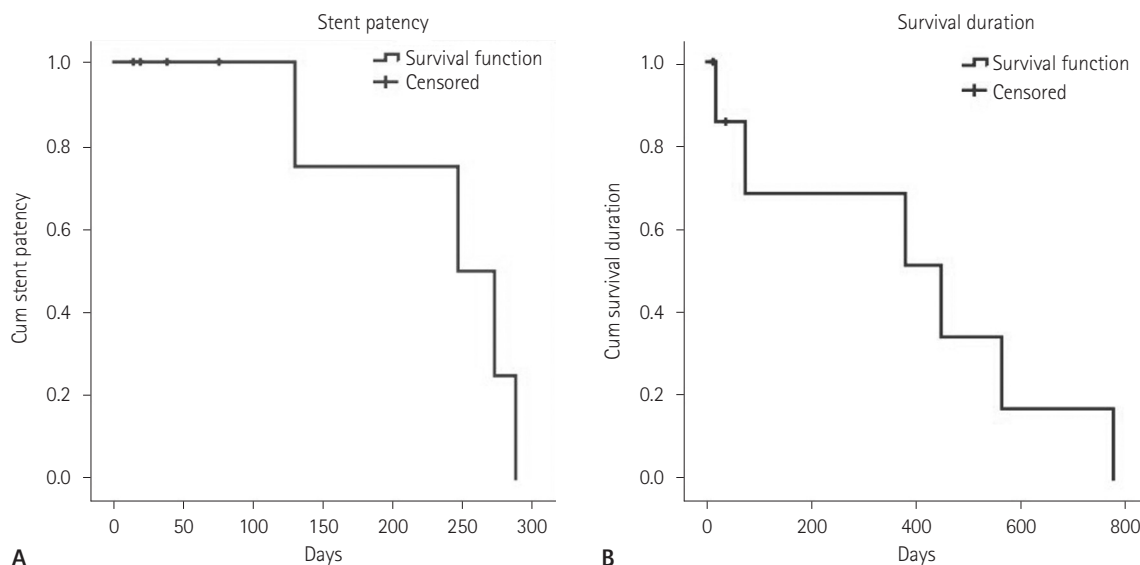 Stent patency
Survival function
Censored
1.0
0.8
0.6
0.4
0.2
0.0
Cum stent patency
0 50 100 150 200 250 300
Days
A
Survival duration
Survival function
Censored
1.0
0.8
0.6
0.4
0.2
0.0
Cum survival duration
0 200 400 600 800
Days
B